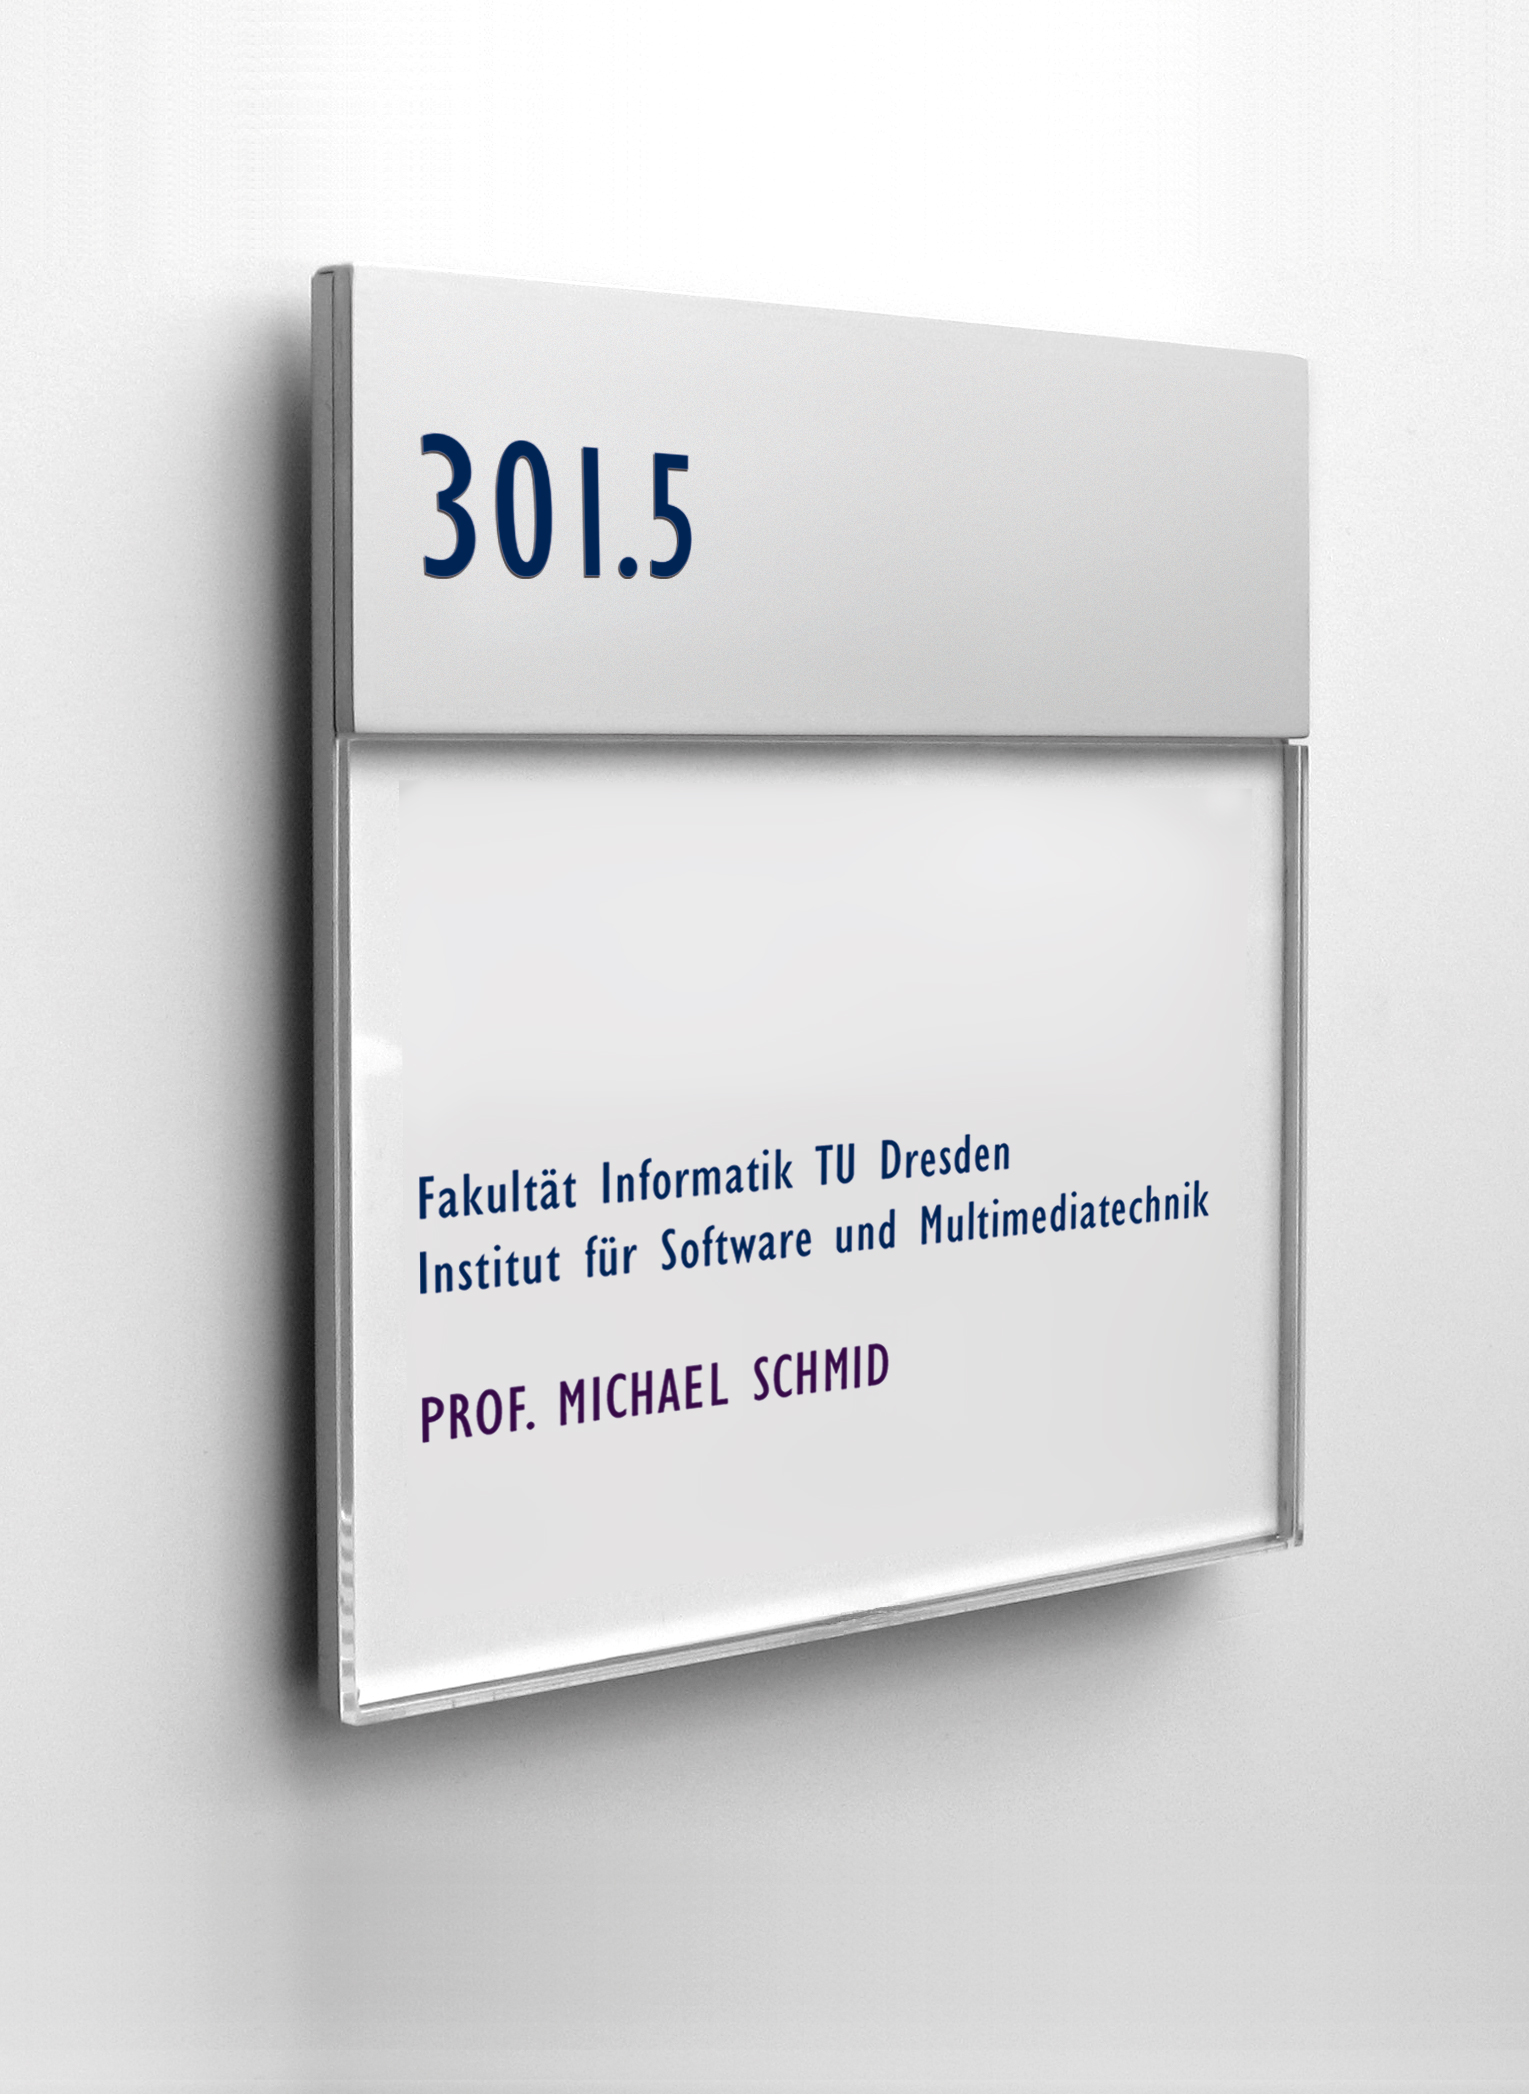 301.5
Fakultät Informatik TU Dresden
Institut für Software und Multimediatechnik
PROF. MICHAEL SCHMID